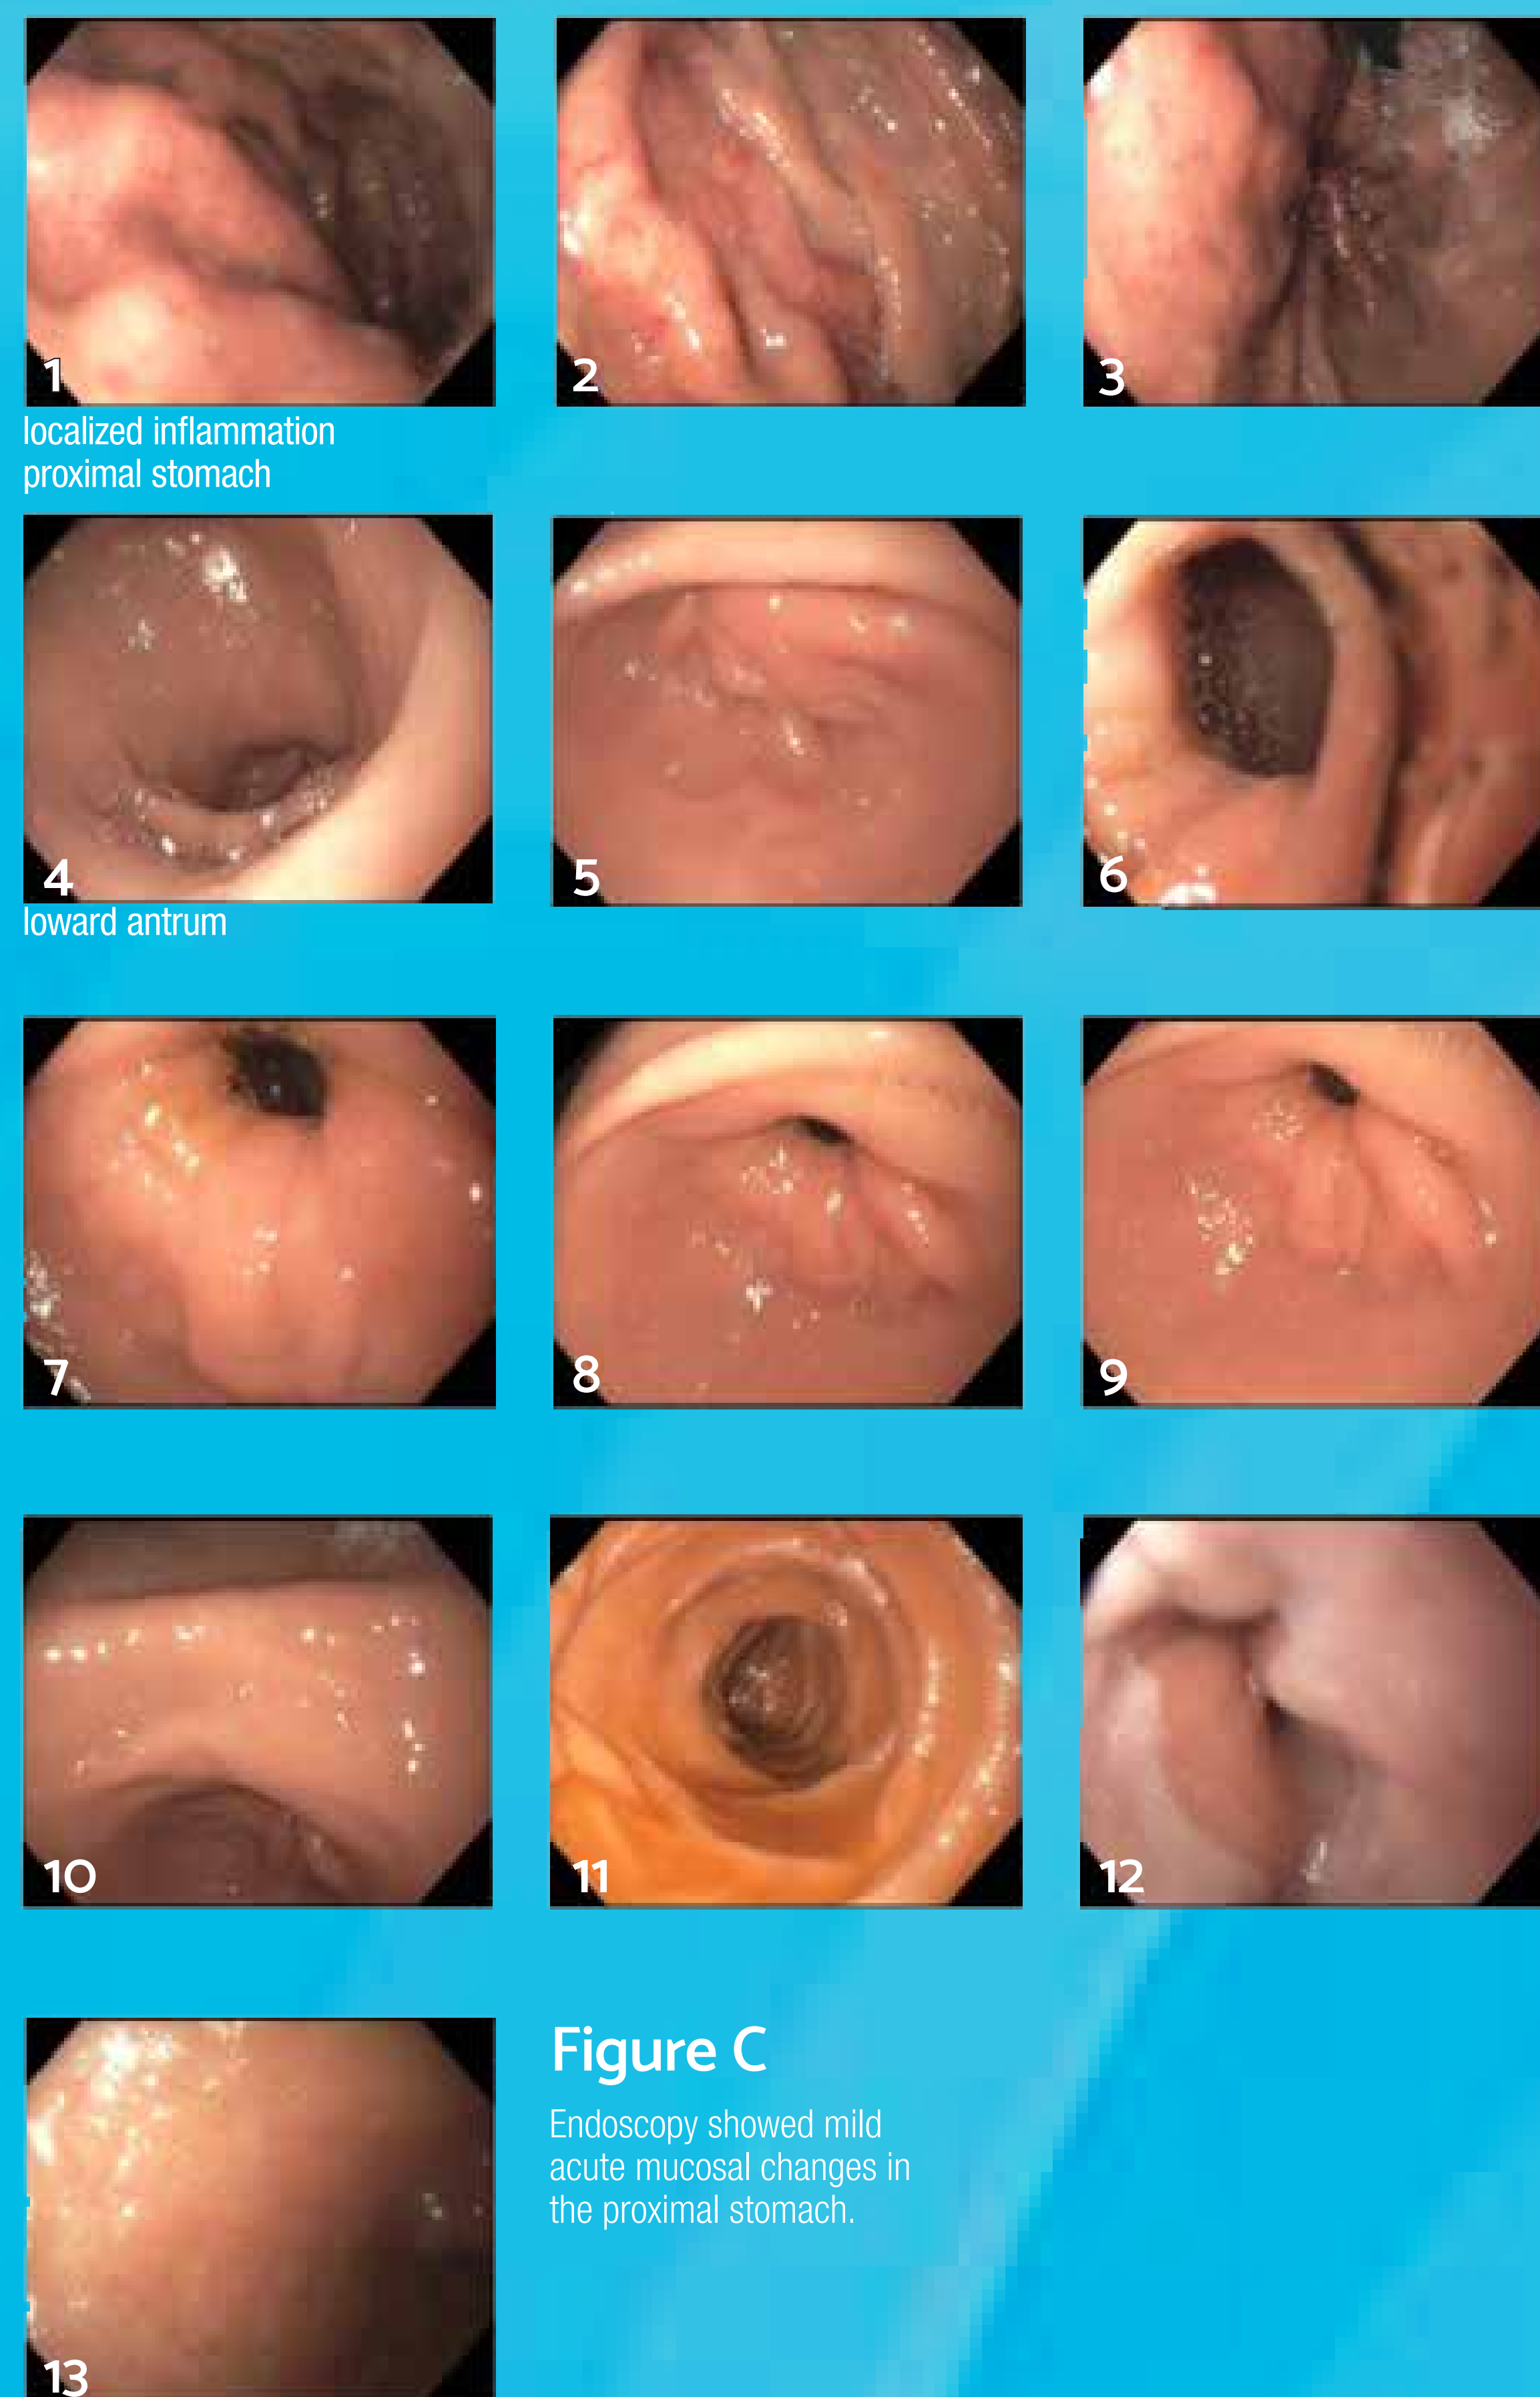 1
2
3
localized inflammation
proximal stomach
4
5
6
loward antrum
7
8
9
10
11
12
13
Figure C
Endoscopy showed mild
acute mucosal changes in
the proximal stomach.